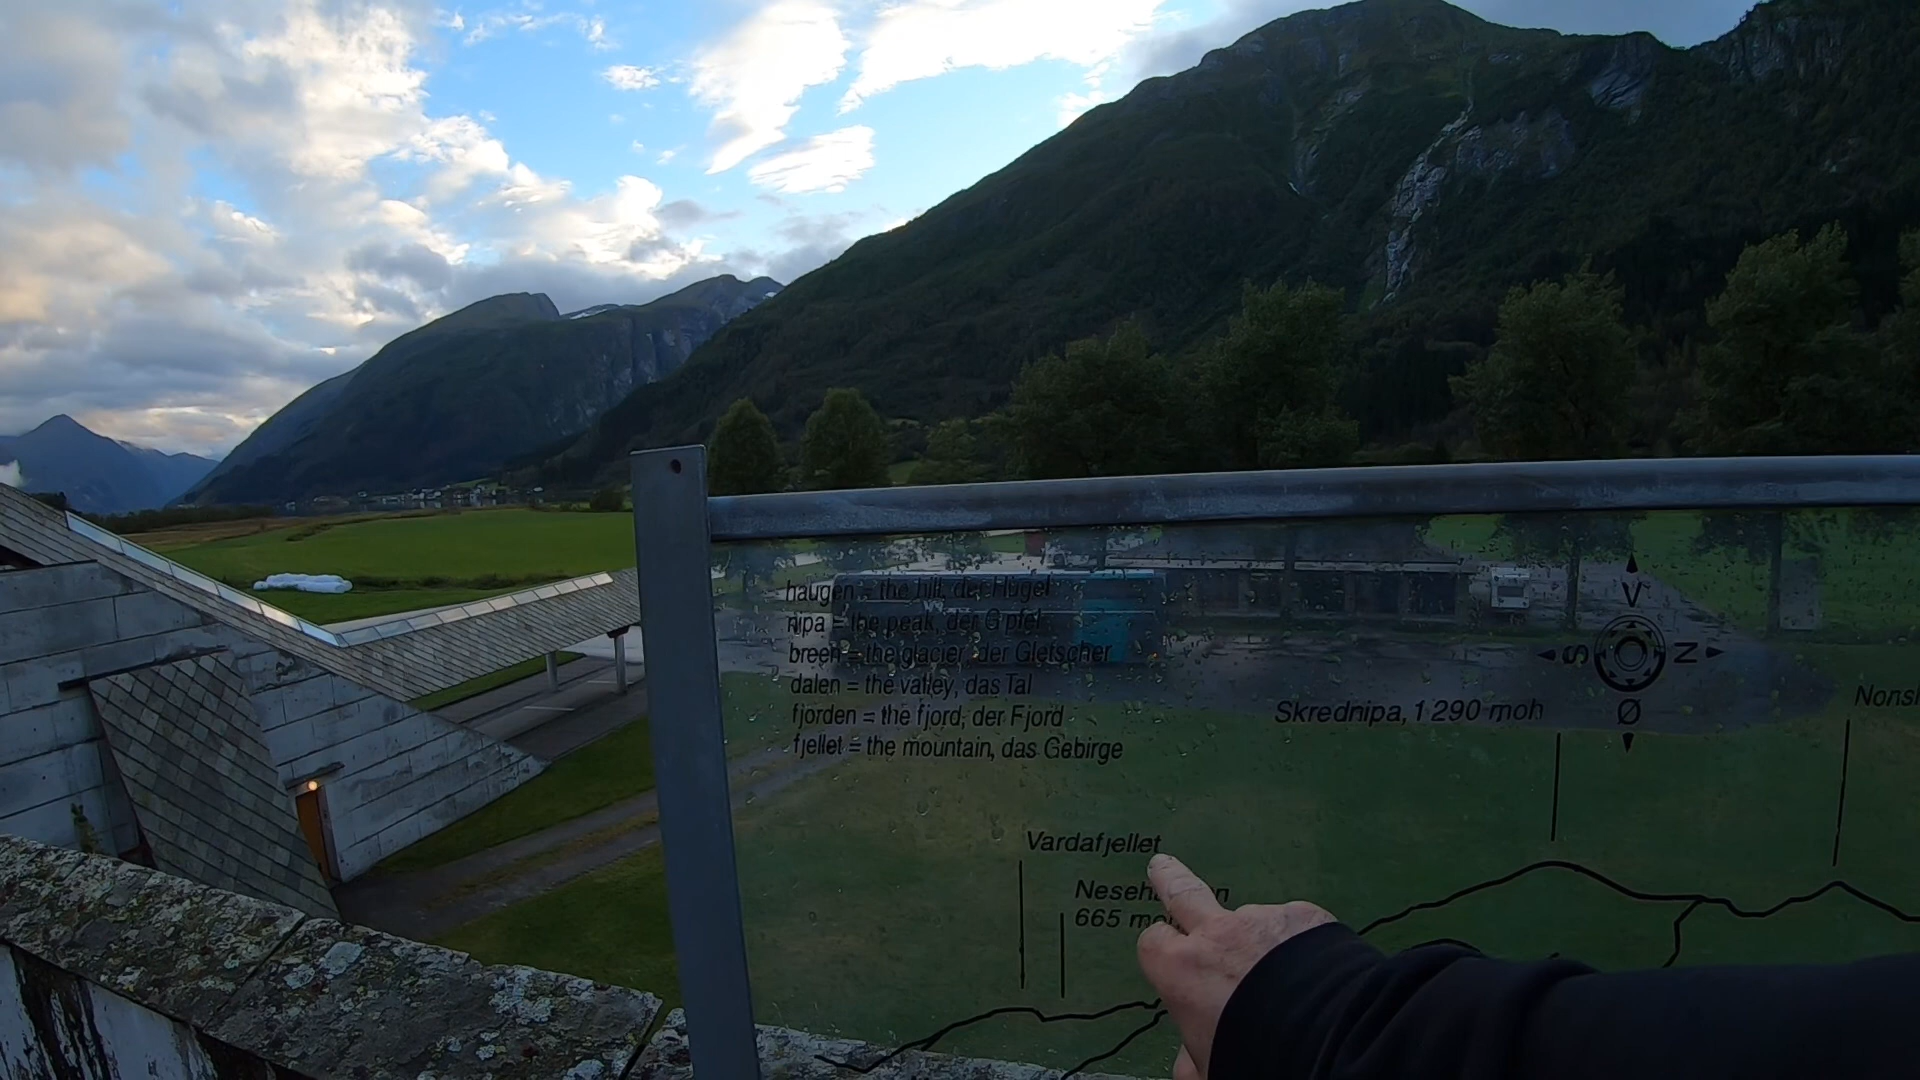 haugen = the hill, der Hügel
nipa = the peak, der Gipfel
breen = the glacier, der Gletscher
dalen = the valley, das Tal
fjorden = the fjord, der Fjord
fjellet = the mountain, das Gebirge
V
S N
Ø
Skrednipa, 1 290 moh
Vardafjellet
665